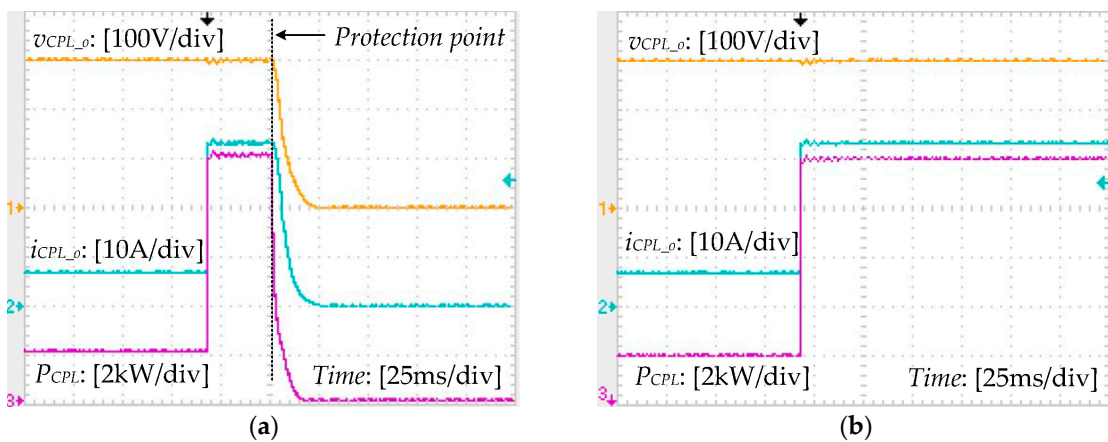 vCPL_o: [100V/div]
Protection point
1
iCPL_o: [10A/div]
2
PCPL: [2kW/div]
Time: [25ms/div]
3
(a)
vCPL_o: [100V/div]
1
iCPL_o: [10A/div]
2
PCPL: [2kW/div]
Time: [25ms/div]
3
(b)